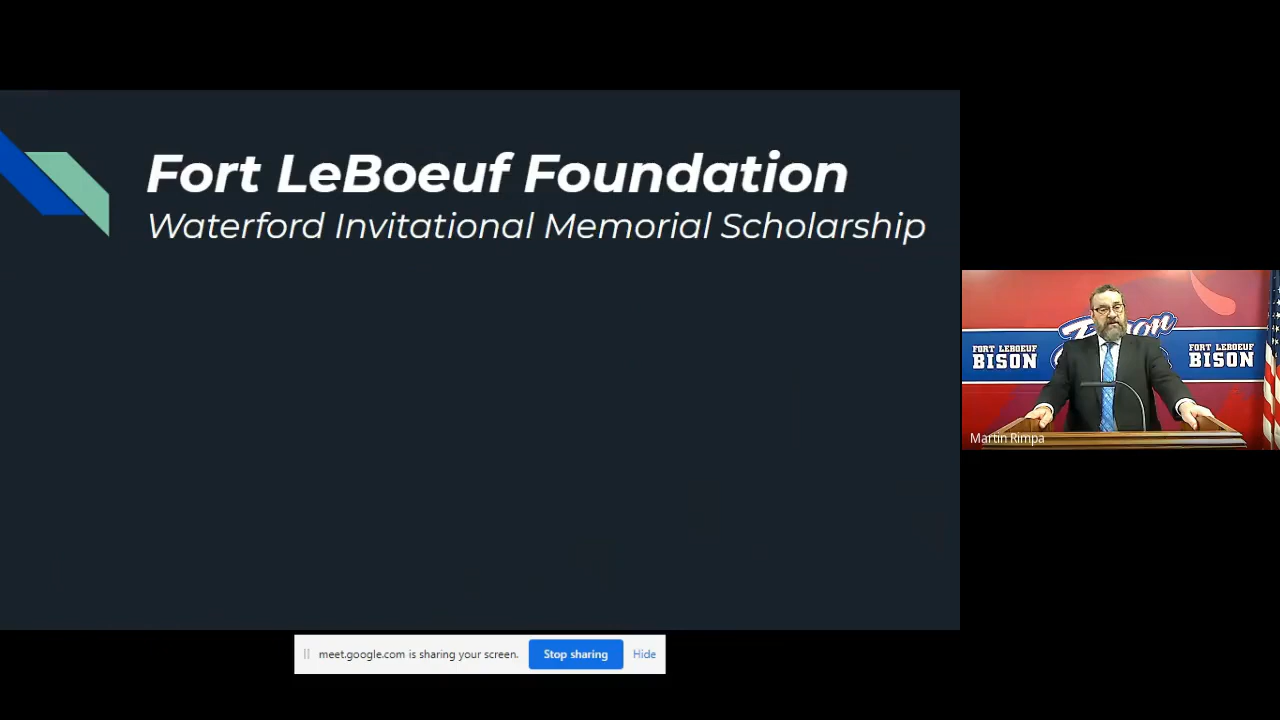 Fort LeBoeuf Foundation
Waterford Invitational Memorial Scholarship
Bison
FORT LEBOEUF
BISON
FORT LEBOEUF
BISON
Martin Rimpa
meet.google.com is sharing your screen.
Stop sharing
Hide